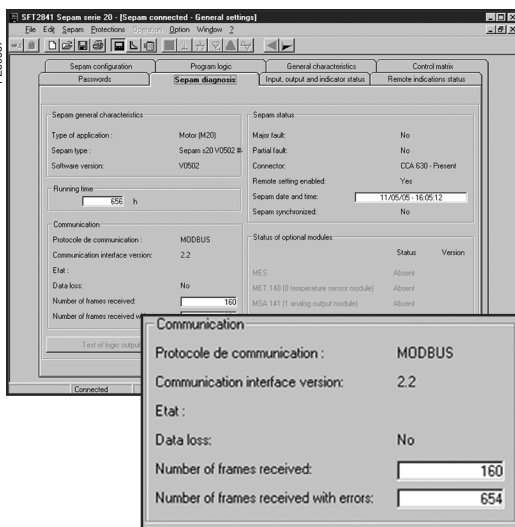 SFT2841 Sepam serie 20 - [Sepam connected - General settings]
File Edit Sepam Protections Operation Option Window ?
Sepam configuration Program logic General characteristics Control matrix
Passwords Sepam diagnosis Input, output and indicator status Remote indications status
Sepam general characteristics
Type of application : Motor (M20)
Sepam type : Sepam s20 V0502 #
Software version: V0502
Running time
656 h
Communication
Protocole de communication : MODBUS
Communication interface version: 2.2
Etat :
Data loss: No
Number of frames received: 160
Number of frames received
Test of logic output
Sepam status
Major fault: No
Partial fault: No
Connector: CCA 630 - Present
Remote setting enabled: Yes
Sepam date and time: 11/05/05 - 16:05:12
Sepam synchronized: No
Status of optional modules
Status Version
MES Absent
MET 148 (8 temperature sensor module) Absent
MSA 141 (1 analog output module) Absent
Connected
Communication
Protocole de communication : MODBUS
Communication interface version: 2.2
Etat :
Data loss: No
Number of frames received: 160
Number of frames received with errors: 654